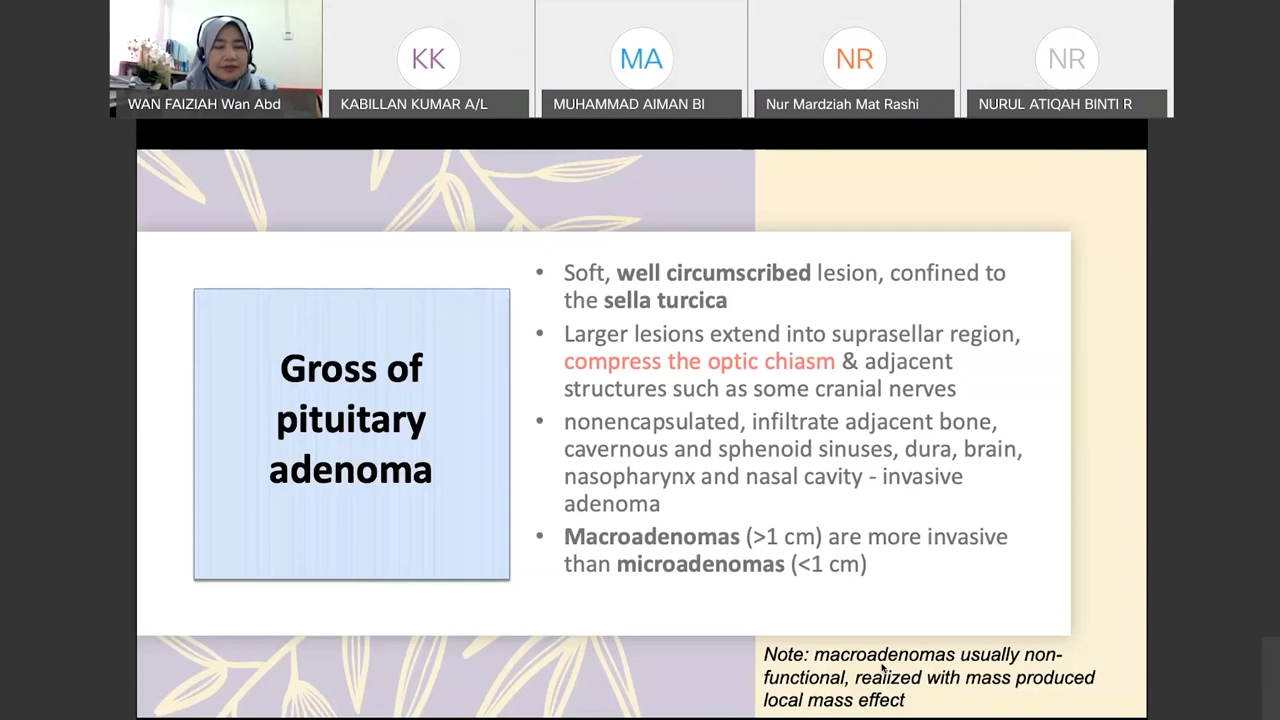 KK
MA
NR
NR
WAN FAIZIAH Wan Abd
KABILLAN KUMAR A/L
MUHAMMAD AIMAN BI
Nur Mardziah Mat Rashi
NURUL ATIQAH BINTI R
Gross of
pituitary
adenoma
• Soft, well circumscribed lesion, confined to
the sella turcica
• Larger lesions extend into suprasellar region,
compress the optic chiasm & adjacent
structures such as some cranial nerves
• nonencapsulated, infiltrate adjacent bone,
cavernous and sphenoid sinuses, dura, brain,
nasopharynx and nasal cavity - invasive
adenoma
• Macroadenomas (>1 cm) are more invasive
than microadenomas (<1 cm)
Note: macroadenomas usually non-
functional, realized with mass produced
local mass effect